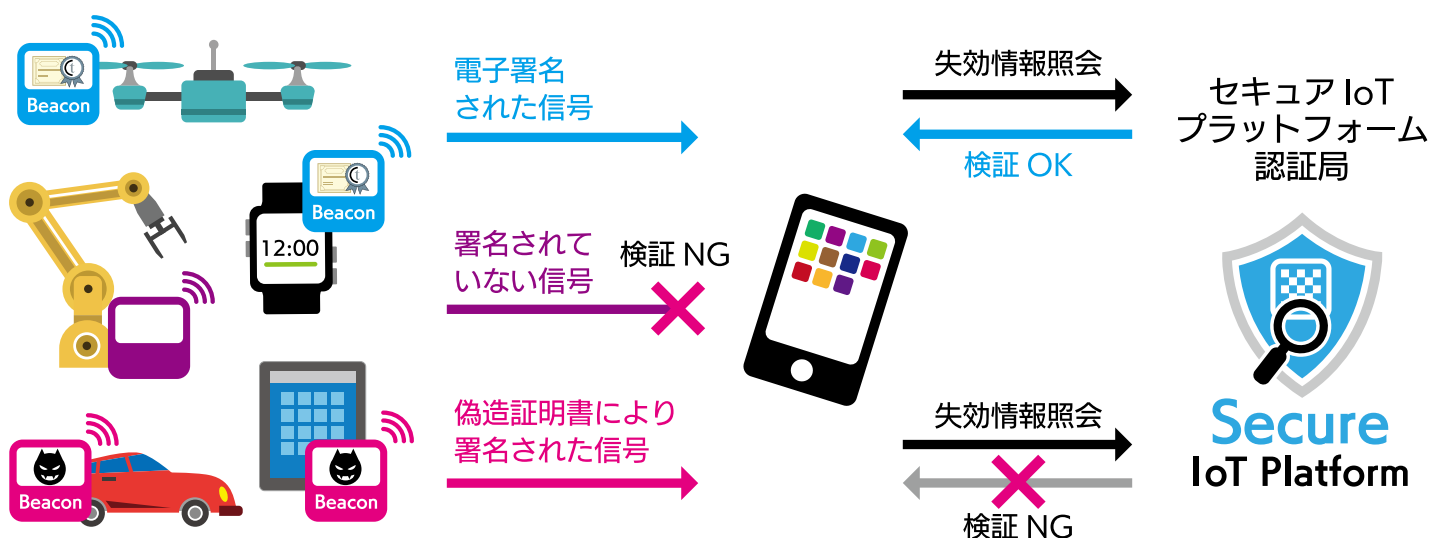 Beacon
電子署名
された信号
失効情報照会
検証 OK
セキュア IoT
プラットフォーム
認証局
Beacon
12:00
署名されて
いない信号
検証 NG
偽造証明書により
署名された信号
失効情報照会
検証 NG
Beacon
Beacon
Secure
IoT Platform